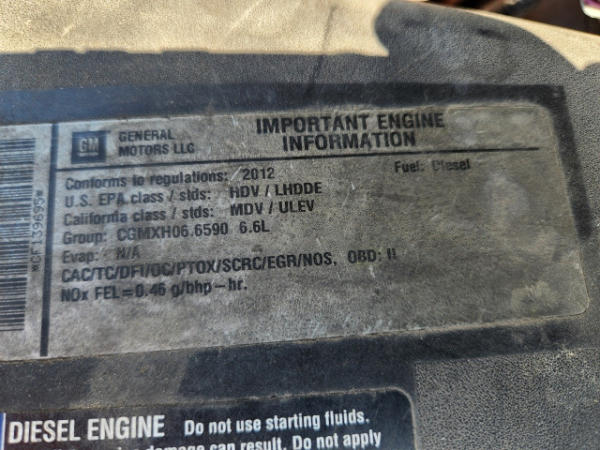 GM
GENERAL
MOTORS LLC
IMPORTANT ENGINE
INFORMATION
Conforms to regulations: 2012
Fuel: Diesel
U.S. EPA class / stds: HDV / LHDDE
California class / stds: MDV / ULEV
Group: CGMXH06.6590 6.6L
Evap: N/A
CAC/TC/DFI/OC/PTOX/SCRC/EGR/NOS, OBD: II
NOx FEL=0.46 g/bhp-hr.
*CF139695*
DIESEL ENGINE Do not use starting fluids.
damage can result. Do not apply